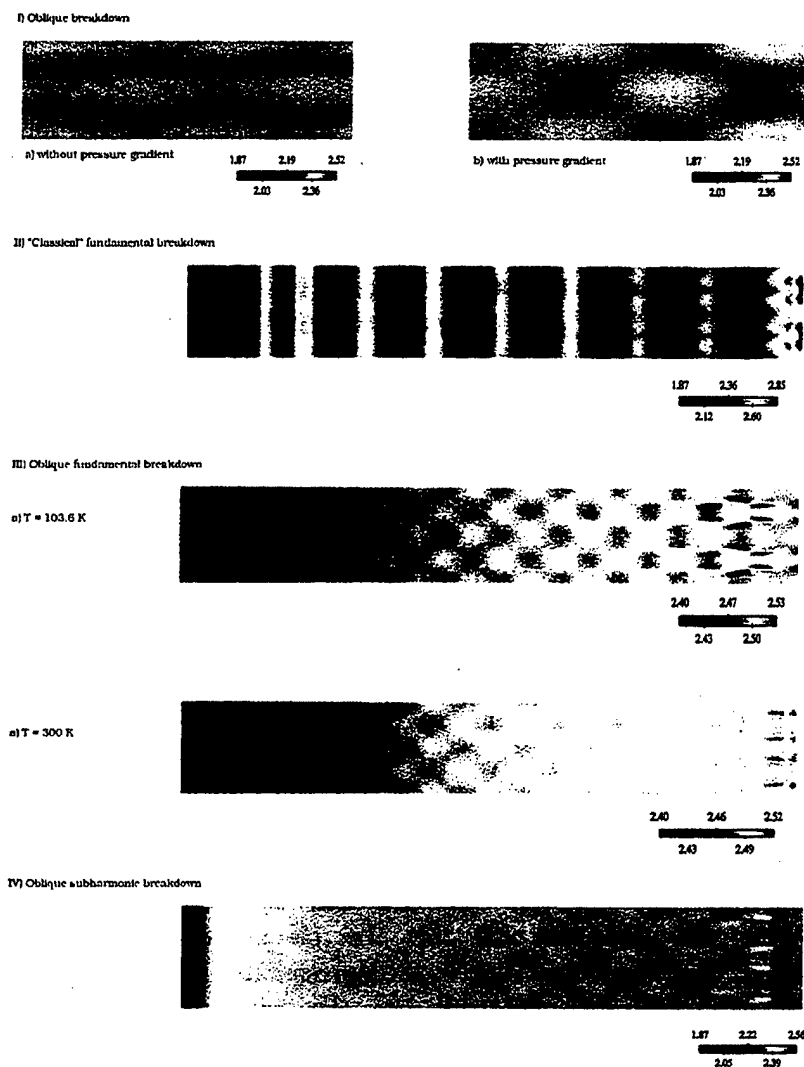 I) Oblique breakdown
a) without pressure gradient
1.87 2.19 2.52
2.03 2.36
b) with pressure gradient
1.87 2.19 2.52
2.03 2.36
II) "Classical" fundamental breakdown
1.87 2.36 2.85
2.12 2.60
III) Oblique fundamental breakdown
a) T = 103.6 K
2.40 2.47 2.53
2.43 2.50
a) T = 300 K
2.40 2.46 2.52
2.43 2.49
IV) Oblique subharmonic breakdown
1.87 2.22 2.56
2.05 2.39